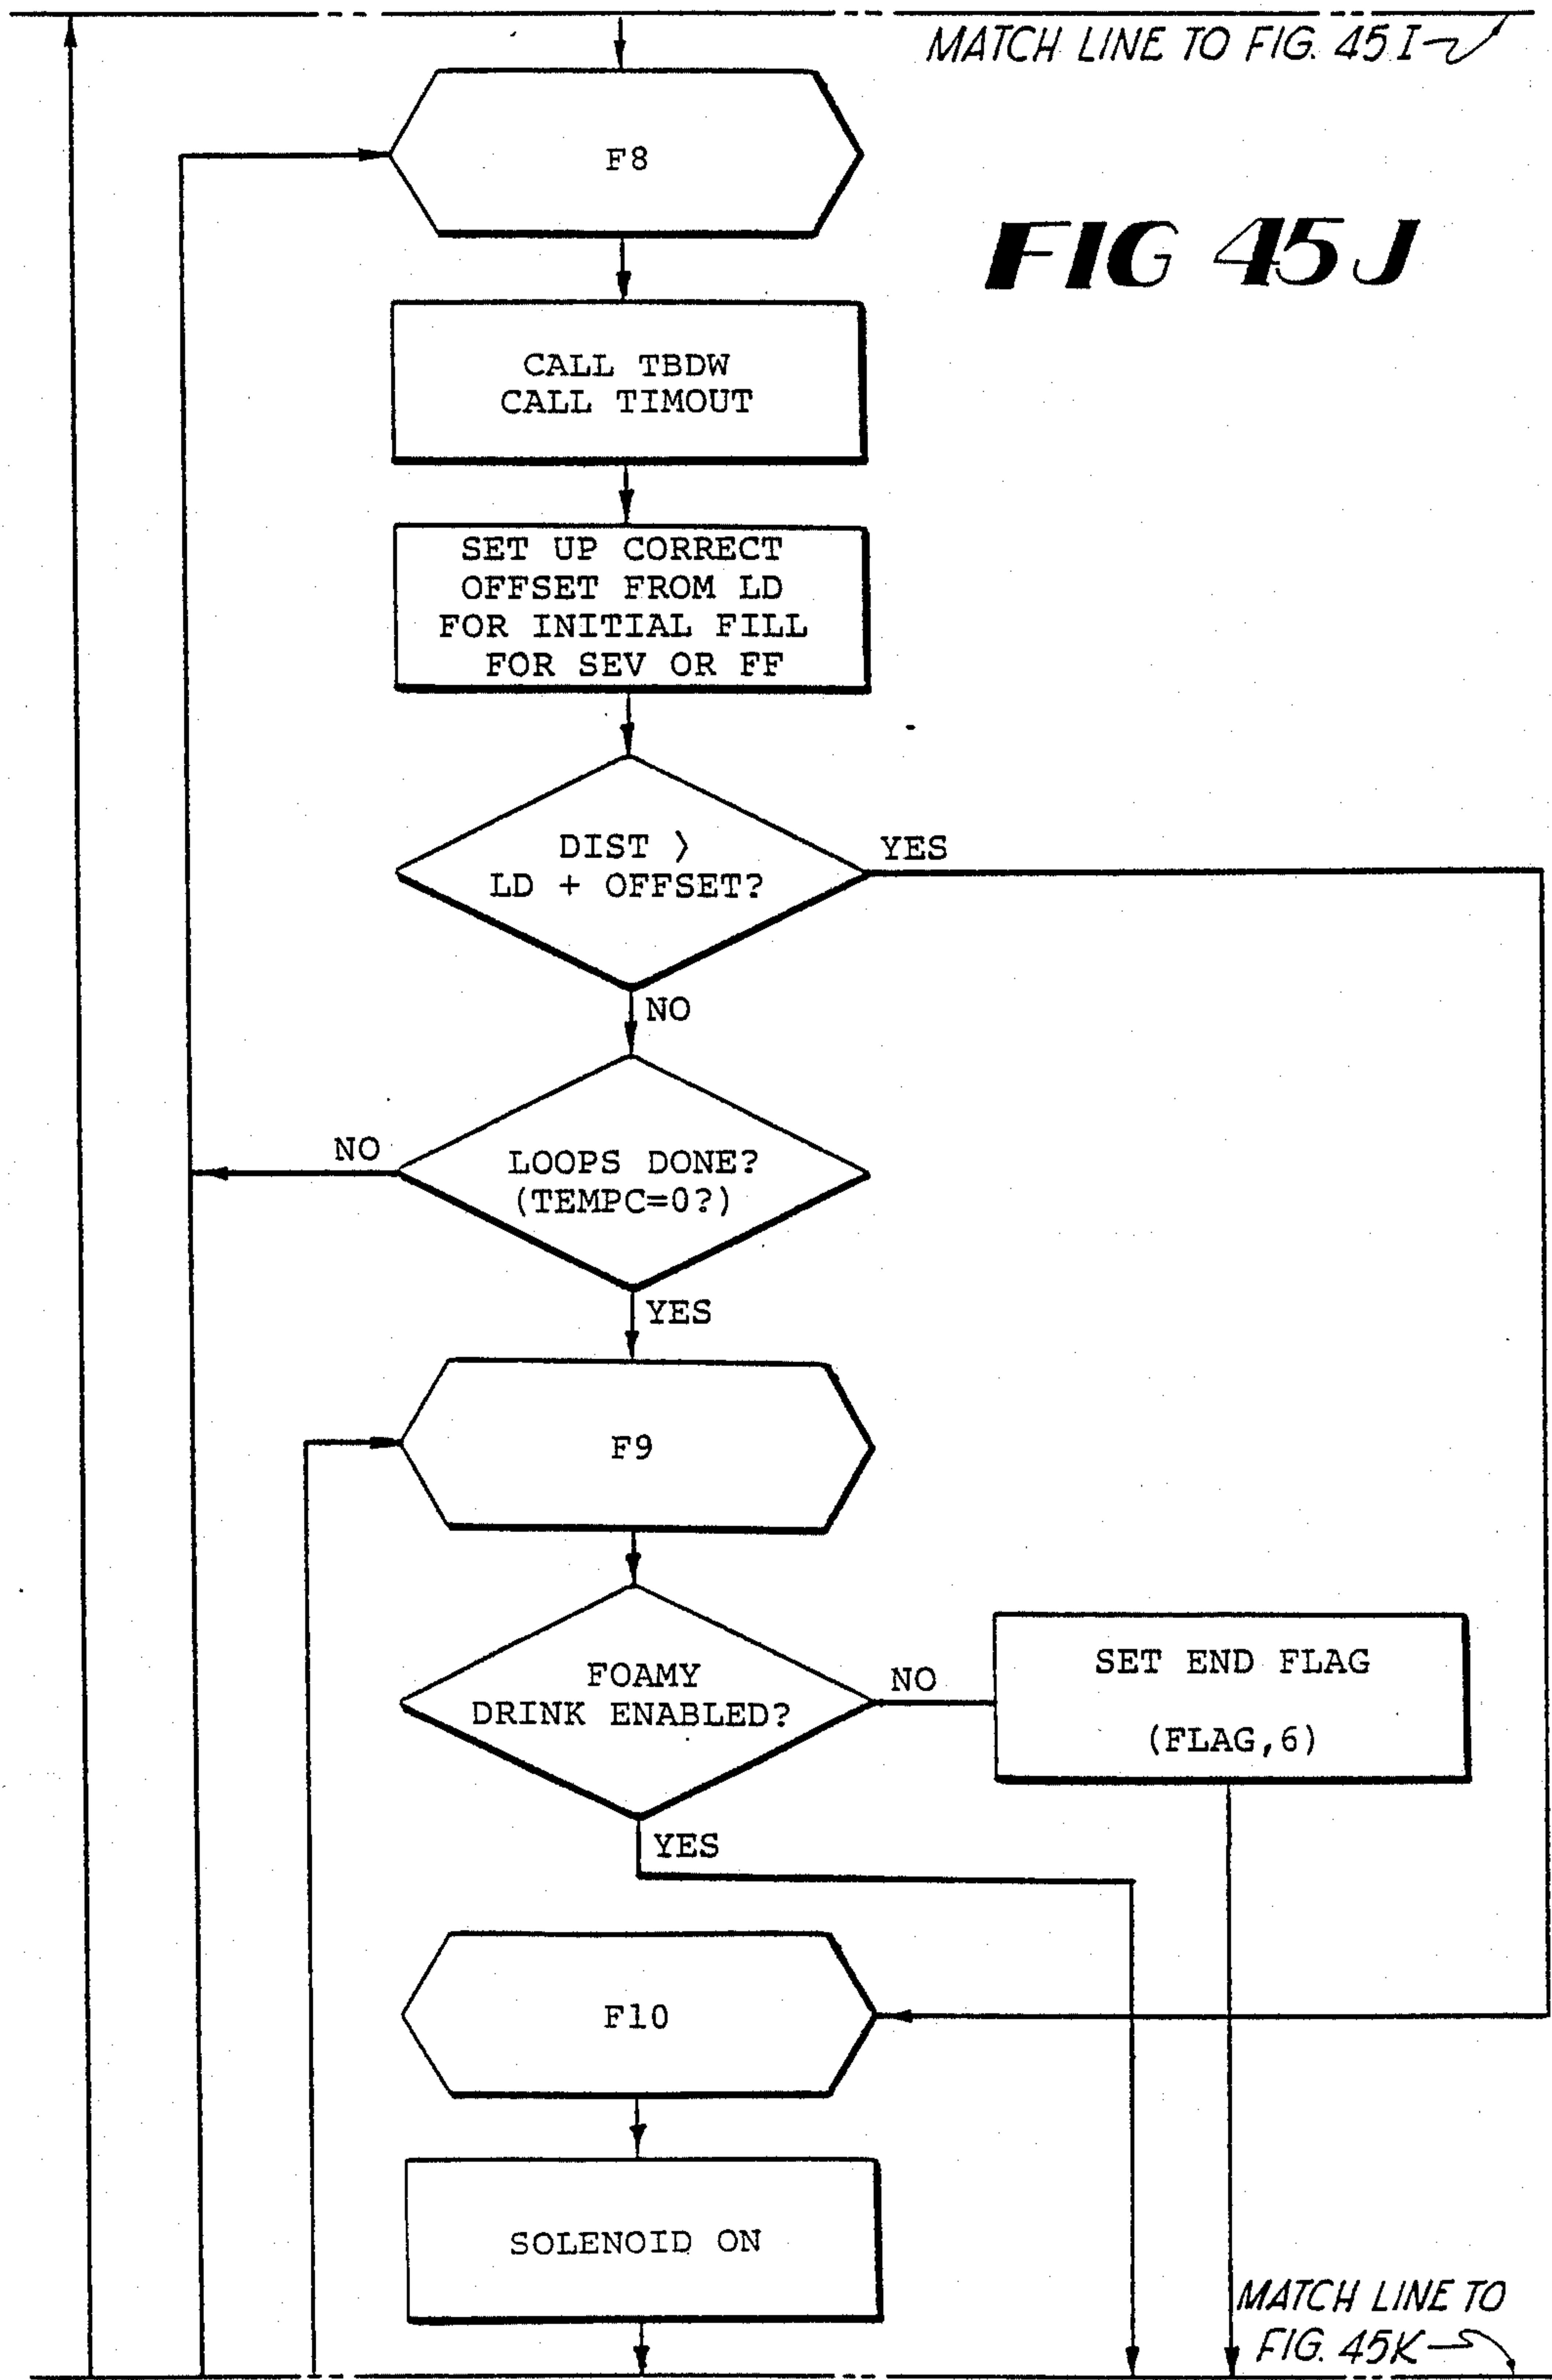 MATCH LINE TO FIG. 45I
F8
FIG 45J
CALL TBDW
CALL TIMOUT
SET UP CORRECT
OFFSET FROM LD
FOR INITIAL FILL
FOR SEV OR FF
DIST >
LD + OFFSET?
YES
NO
NO
LOOPS DONE?
(TEMPC=0?)
YES
F9
FOAMY
DRINK ENABLED?
NO
SET END FLAG
(FLAG,6)
YES
F10
SOLENOID ON
MATCH LINE TO
FIG. 45K